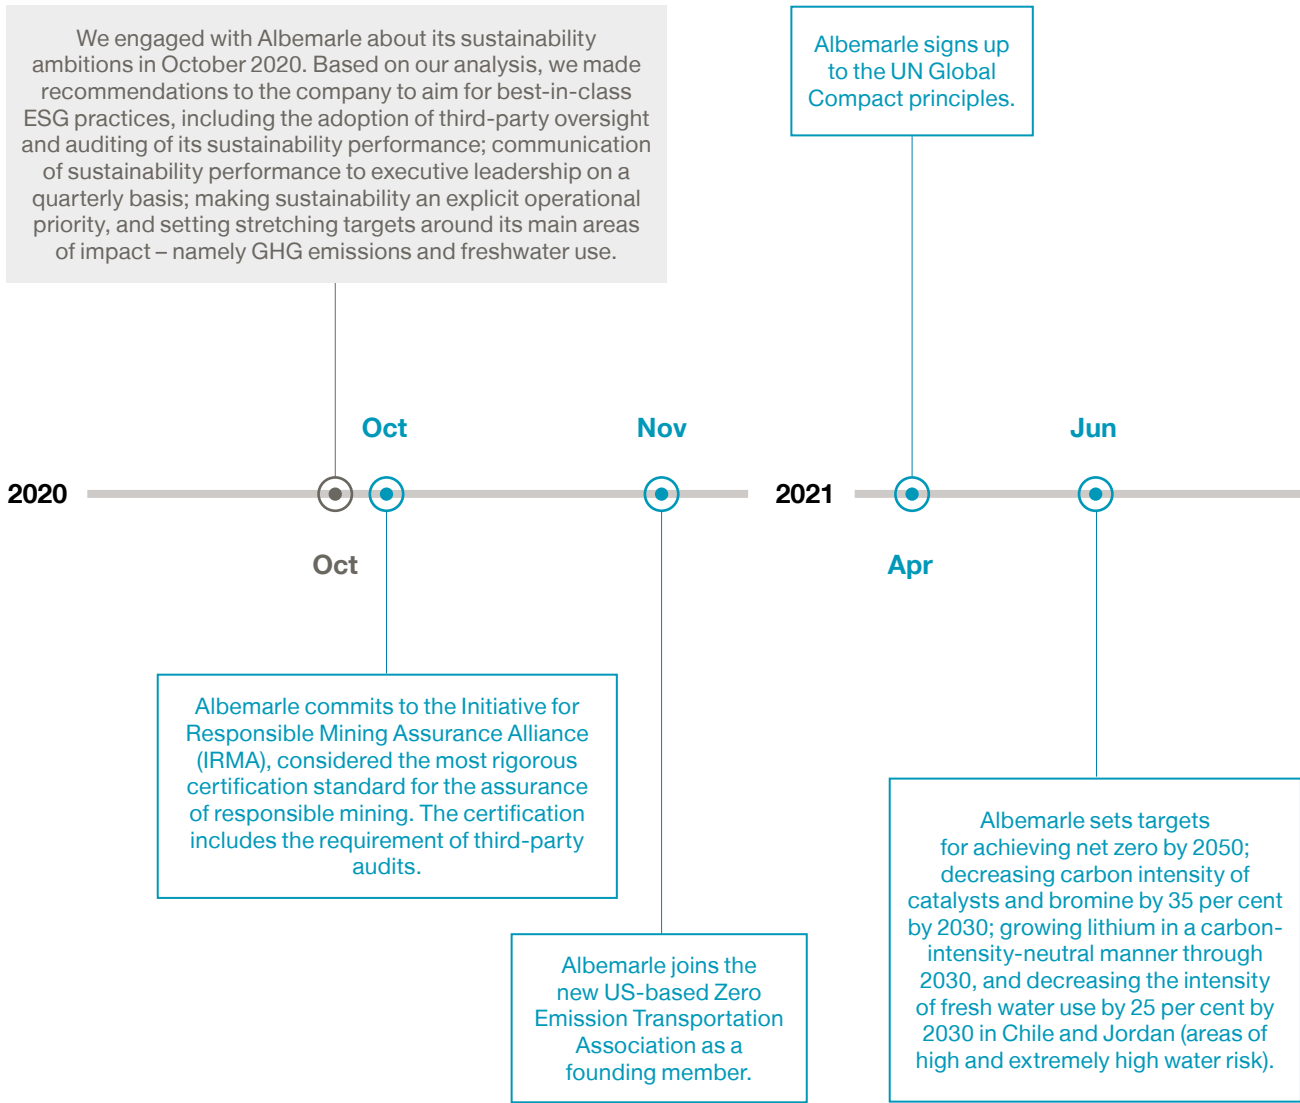 We engaged with Albemarle about its sustainability
ambitions in October 2020. Based on our analysis, we made
recommendations to the company to aim for best-in-class
ESG practices, including the adoption of third-party oversight
and auditing of its sustainability performance; communication
of sustainability performance to executive leadership on a
quarterly basis; making sustainability an explicit operational
priority, and setting stretching targets around its main areas
of impact – namely GHG emissions and freshwater use.
Albemarle signs up
to the UN Global
Compact principles.
Oct
Nov
Jun
2020
2021
Oct
Apr
Albemarle commits to the Initiative for
Responsible Mining Assurance Alliance
(IRMA), considered the most rigorous
certification standard for the assurance
of responsible mining. The certification
includes the requirement of third-party
audits.
Albemarle joins the
new US-based Zero
Emission Transportation
Association as a
founding member.
Albemarle sets targets
for achieving net zero by 2050;
decreasing carbon intensity of
catalysts and bromine by 35 per cent
by 2030; growing lithium in a carbon-
intensity-neutral manner through
2030, and decreasing the intensity
of fresh water use by 25 per cent by
2030 in Chile and Jordan (areas of
high and extremely high water risk).